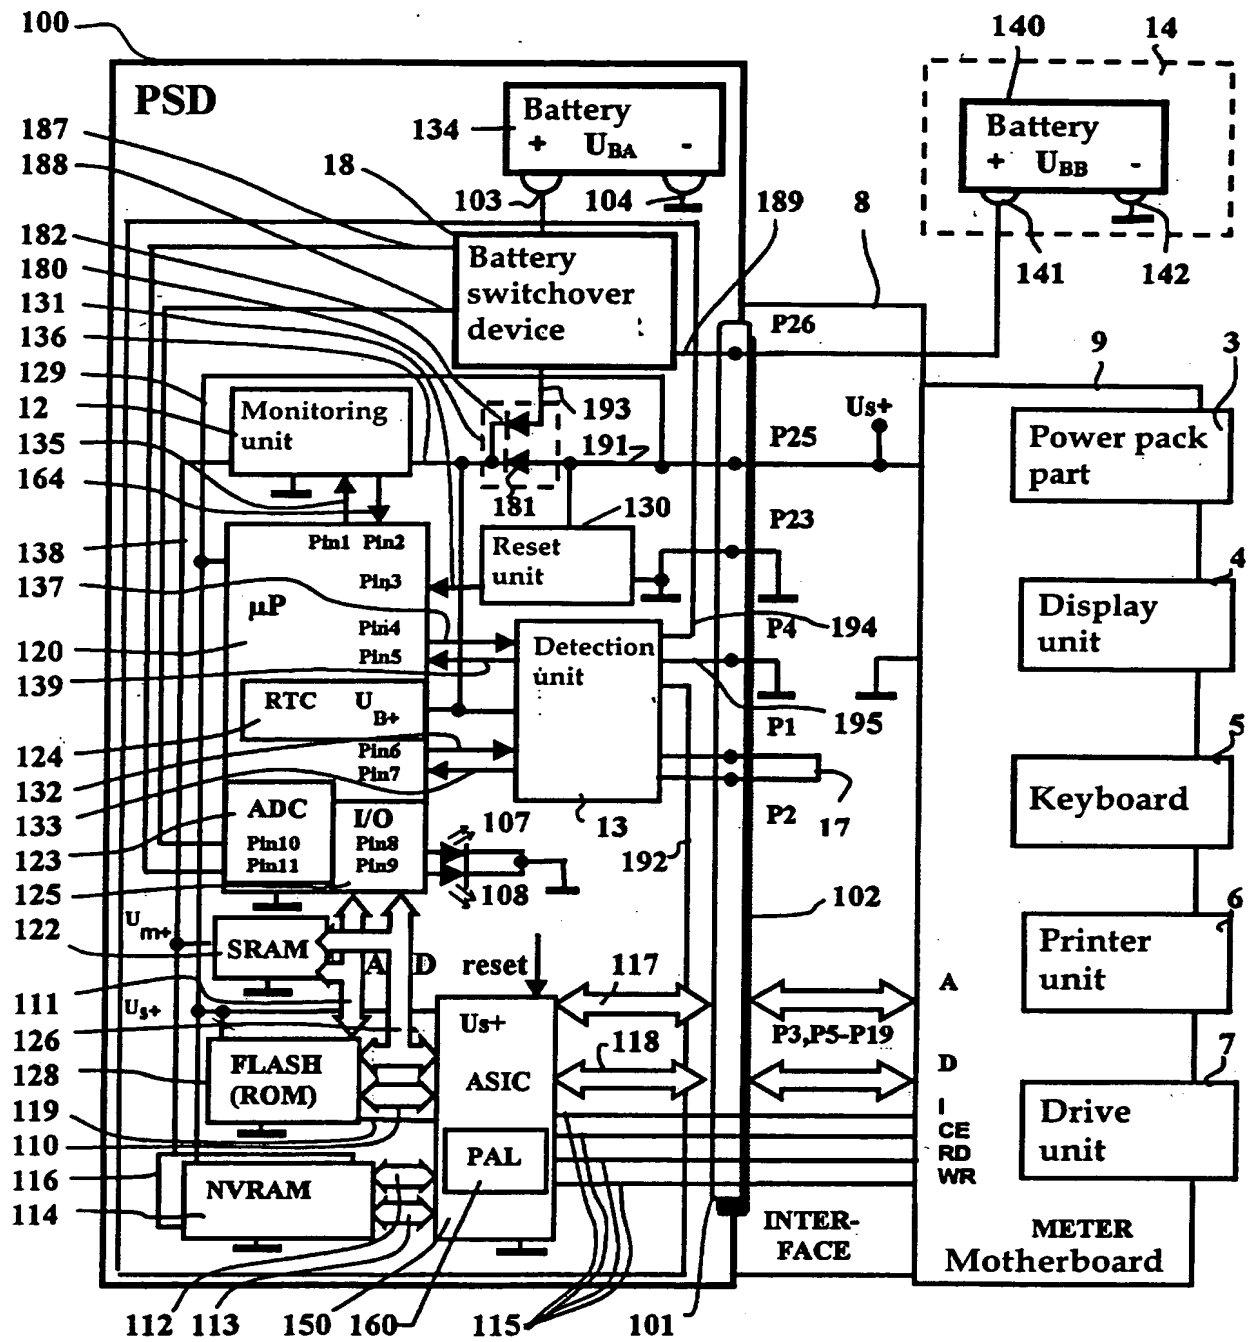 100
PSD
Battery
+ U_BA -
134
103
104
140
14
Battery
+ U_BB -
141
142
187
188
18
189
8
182
180
131
136
129
12
135
164
Battery
switchover
device
P26
9
3
193
Us+
Monitoring
unit
191
P25
Power pack
part
181
130
P23
138
137
Pin1 Pin2
Pin3
Reset
unit
4
μP
Pin4
Pin5
P4
194
Display
unit
120
139
Detection
unit
RTC
U
B+
P1
195
5
124
132
133
123
125
122
Pin6
Pin7
Keyboard
ADC
I/O
107
13
P2
17
Pin10
Pin11
Pin8
Pin9
192
108
102
6
U
m+
SRAM
A
D
reset
117
A
Printer
unit
111
Us+
126
Us+
118
P3,P5-P19
7
128
FLASH
(ROM)
ASIC
D
119
110
I
CE
RD
WR
Drive
unit
116
114
NVRAM
PAL
INTER-
FACE
METER
Motherboard
112
113
150
160
115
101